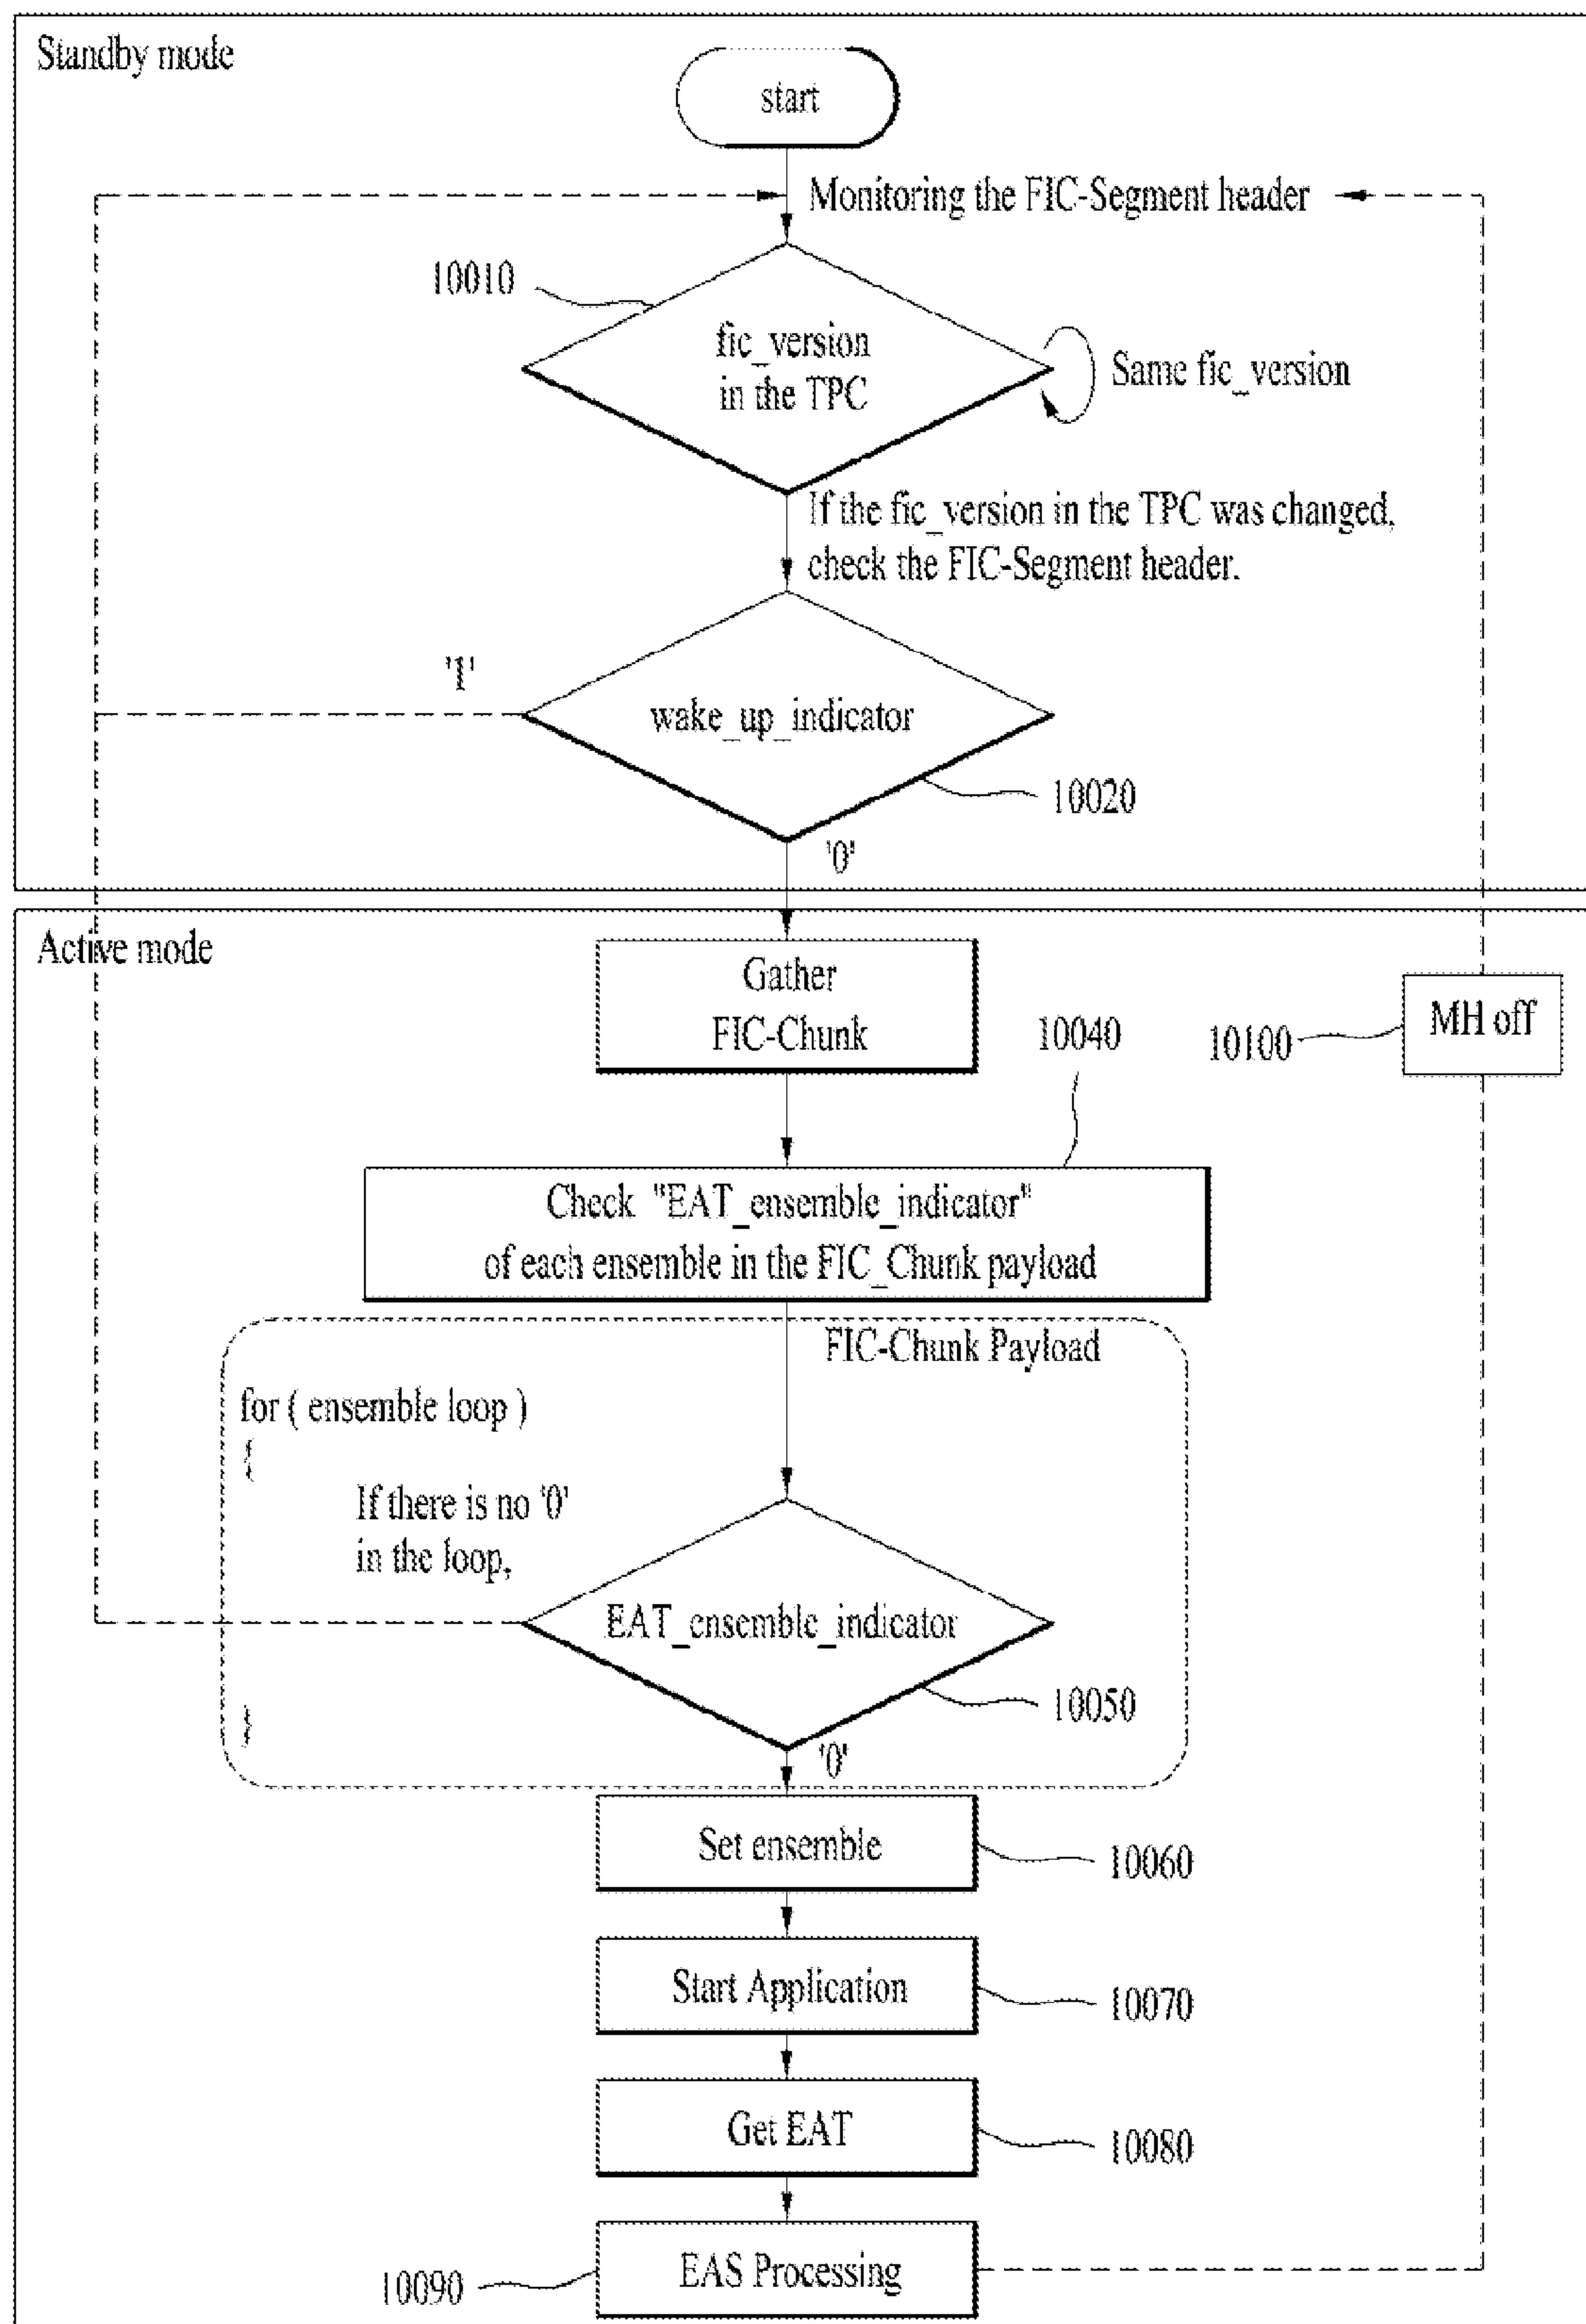 Standby mode
start
Monitoring the FIC-Segment header
10010
fic_version
in the TPC
Same fic_version
If the fic_version in the TPC was changed,
check the FIC-Segment header.
'1'
wake_up_indicator
10020
'0'
Active mode
Gather
FIC-Chunk
10040
10100
MH off
Check "EAT_ensemble_indicator"
of each ensemble in the FIC_Chunk payload
FIC-Chunk Payload
for ( ensemble loop )
{
If there is no '0'
in the loop,
EAT_ensemble_indicator
10050
}
'0'
Set ensemble
10060
Start Application
10070
Get EAT
10080
EAS Processing
10090